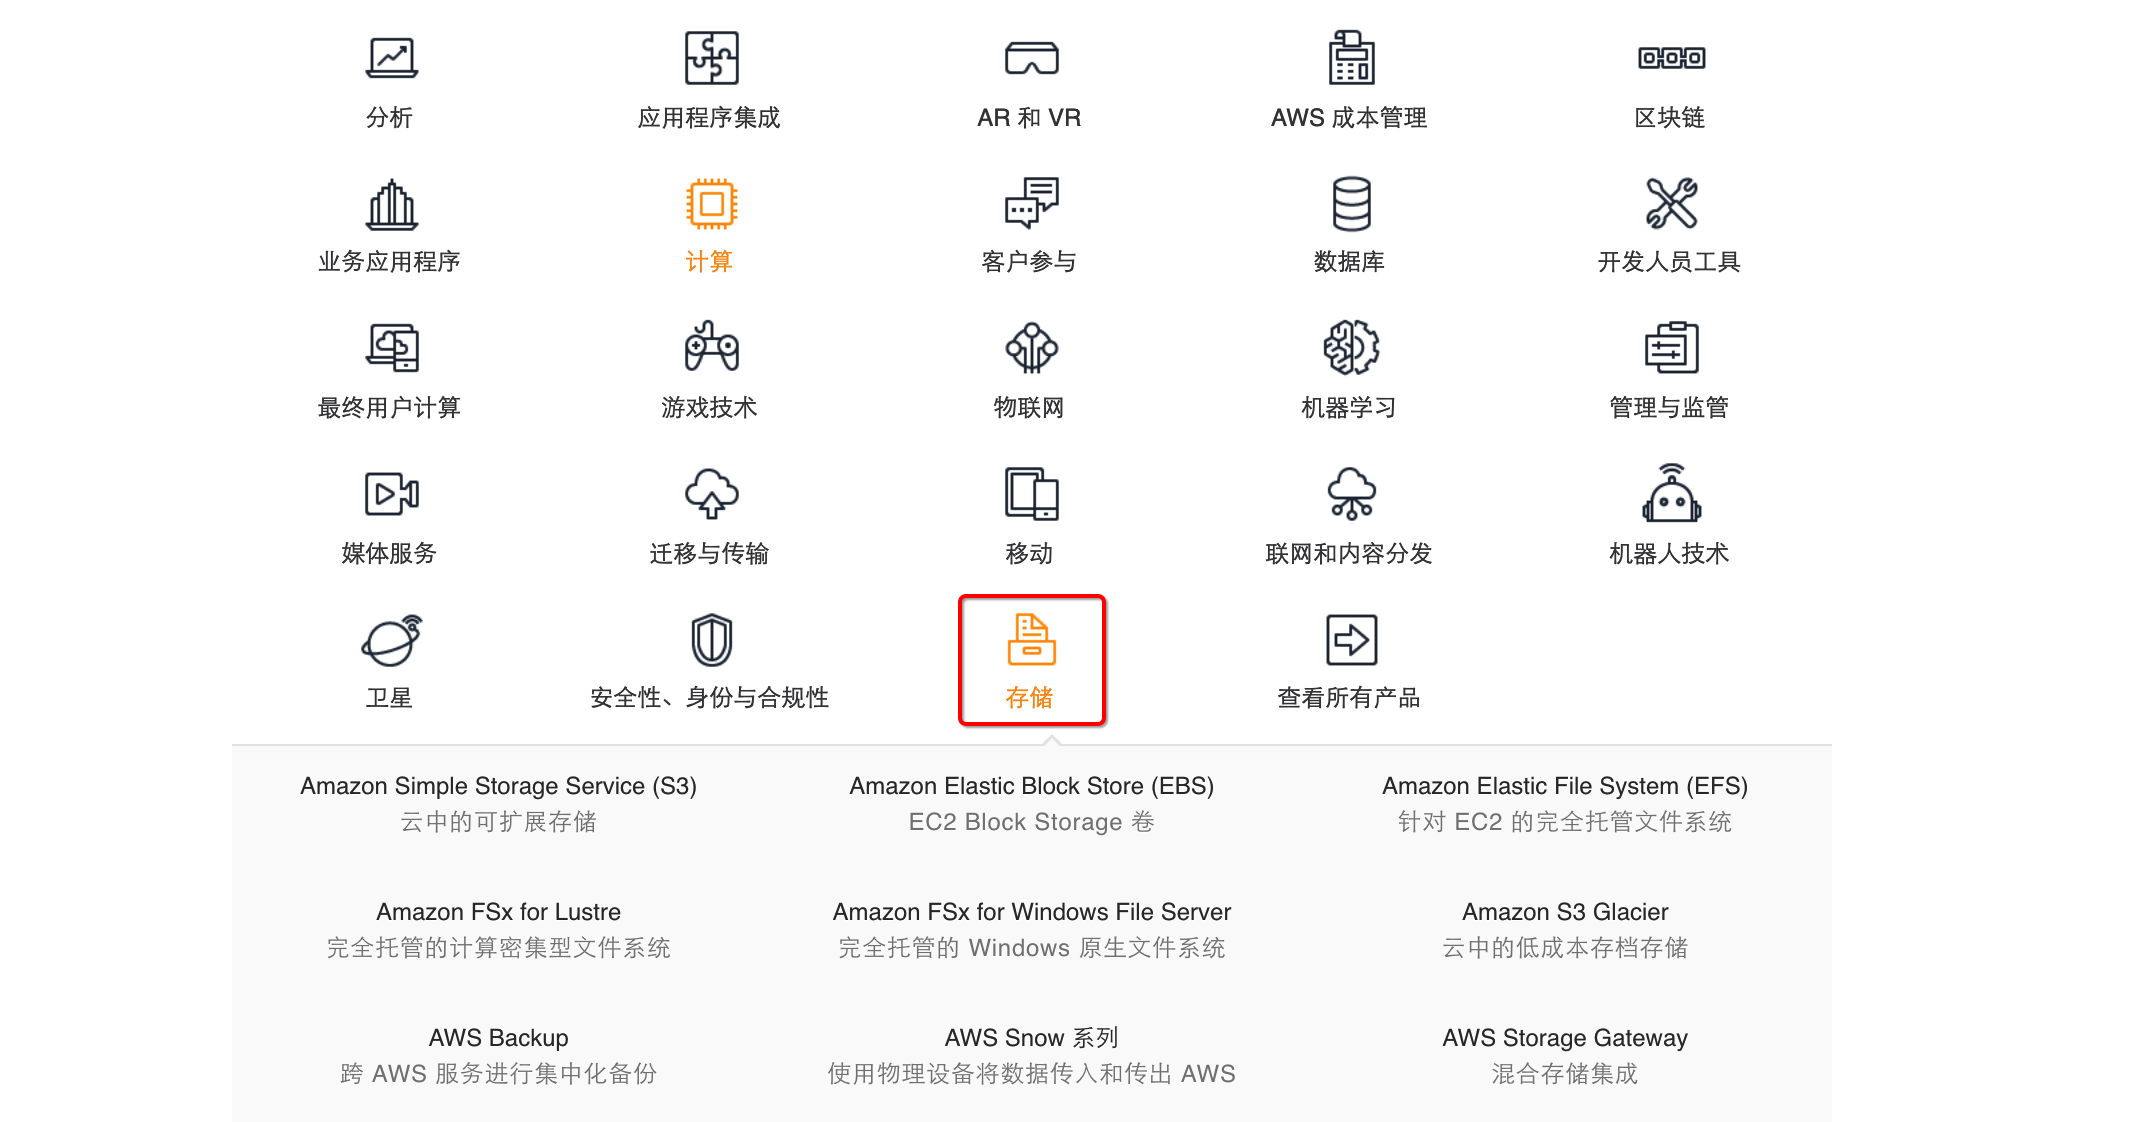 分析
应用程序集成
AR 和 VR
AWS 成本管理
区块链
业务应用程序
计算
客户参与
数据库
开发人员工具
最终用户计算
游戏技术
物联网
机器学习
管理与监管
媒体服务
迁移与传输
移动
联网和内容分发
机器人技术
卫星
安全性、身份与合规性
存储
查看所有产品
Amazon Simple Storage Service (S3)
云中的可扩展存储
Amazon Elastic Block Store (EBS)
EC2 Block Storage 卷
Amazon Elastic File System (EFS)
针对 EC2 的完全托管文件系统
Amazon FSx for Lustre
完全托管的计算密集型文件系统
Amazon FSx for Windows File Server
完全托管的 Windows 原生文件系统
Amazon S3 Glacier
云中的低成本存档存储
AWS Backup
跨 AWS 服务进行集中化备份
AWS Snow 系列
使用物理设备将数据传入和传出 AWS
AWS Storage Gateway
混合存储集成